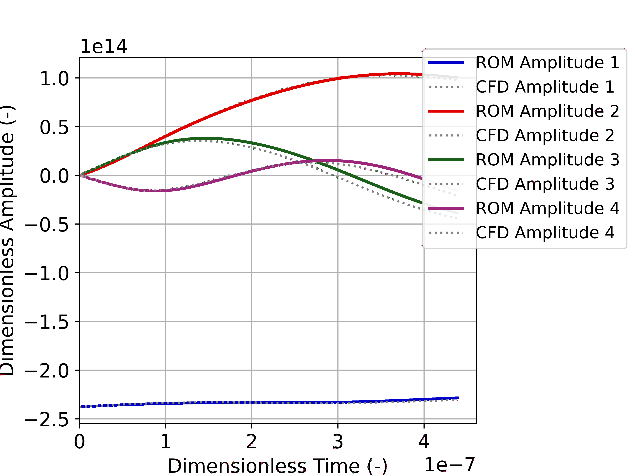 1e14
Dimensionless Amplitude (-)
1.0
0.5
0.0
−0.5
−1.0
−1.5
−2.0
−2.5
0
1
2
3
4
1e−7
Dimensionless Time (-)
ROM Amplitude 1
CFD Amplitude 1
ROM Amplitude 2
CFD Amplitude 2
ROM Amplitude 3
CFD Amplitude 3
ROM Amplitude 4
CFD Amplitude 4